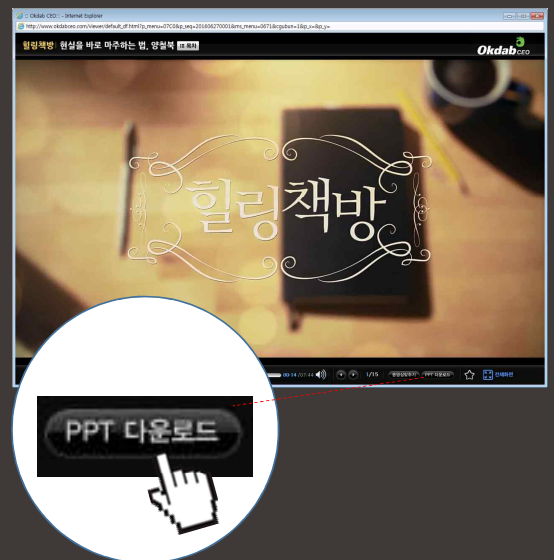 :: Okdab CEO:: - Internet Explorer
http://www.okdabceo.com/viewer/default_df.html?p_menu=07C0&p_seq=201606270001&ms_menu=0671&cgubun=1&p_x=&p_y=
힐링책방 현실을 바로 마주하는 법, 양철북 목차
Okdab CEO
힐링책방
00:14 /07:44 1/15 PPT 다운로드 전체화면
PPT 다운로드